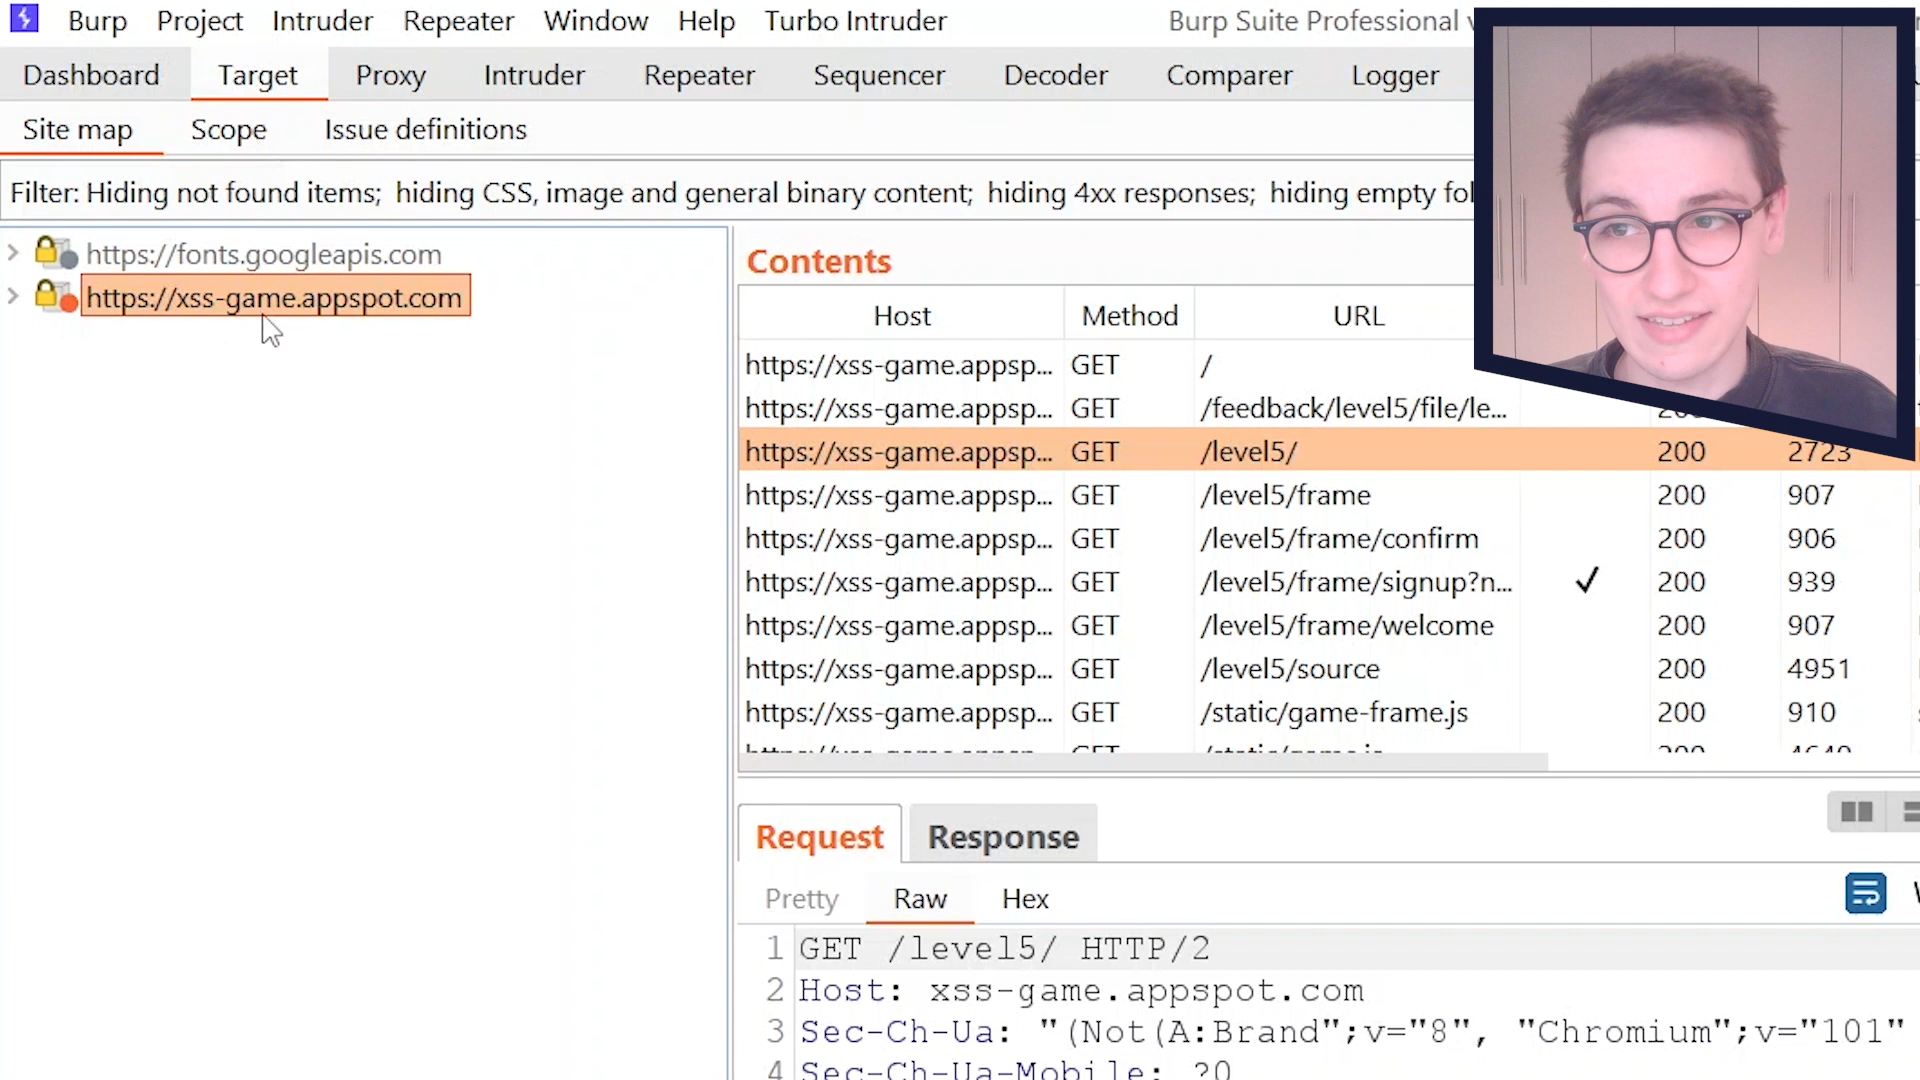 Burp Project Intruder Repeater Window Help Turbo Intruder Burp Suite Professional
Dashboard Target Proxy Intruder Repeater Sequencer Decoder Comparer Logger
Site map Scope Issue definitions
Filter: Hiding not found items; hiding CSS, image and general binary content; hiding 4xx responses; hiding empty fol
https://fonts.googleapis.com
https://xss-game.appspot.com
Contents
Host Method URL
https://xss-game.appsp... GET /
https://xss-game.appsp... GET /feedback/level5/file/le...
https://xss-game.appsp... GET /level5/ 200 2723
https://xss-game.appsp... GET /level5/frame 200 907
https://xss-game.appsp... GET /level5/frame/confirm 200 906
https://xss-game.appsp... GET /level5/frame/signup?n... ✓ 200 939
https://xss-game.appsp... GET /level5/frame/welcome 200 907
https://xss-game.appsp... GET /level5/source 200 4951
https://xss-game.appsp... GET /static/game-frame.js 200 910
Request Response
Pretty Raw Hex
1 GET /level5/ HTTP/2
2 Host: xss-game.appspot.com
3 Sec-Ch-Ua: "(Not(A:Brand";v="8", "Chromium";v="101"
4 Sec-Ch-Ua-Mobile: ?0